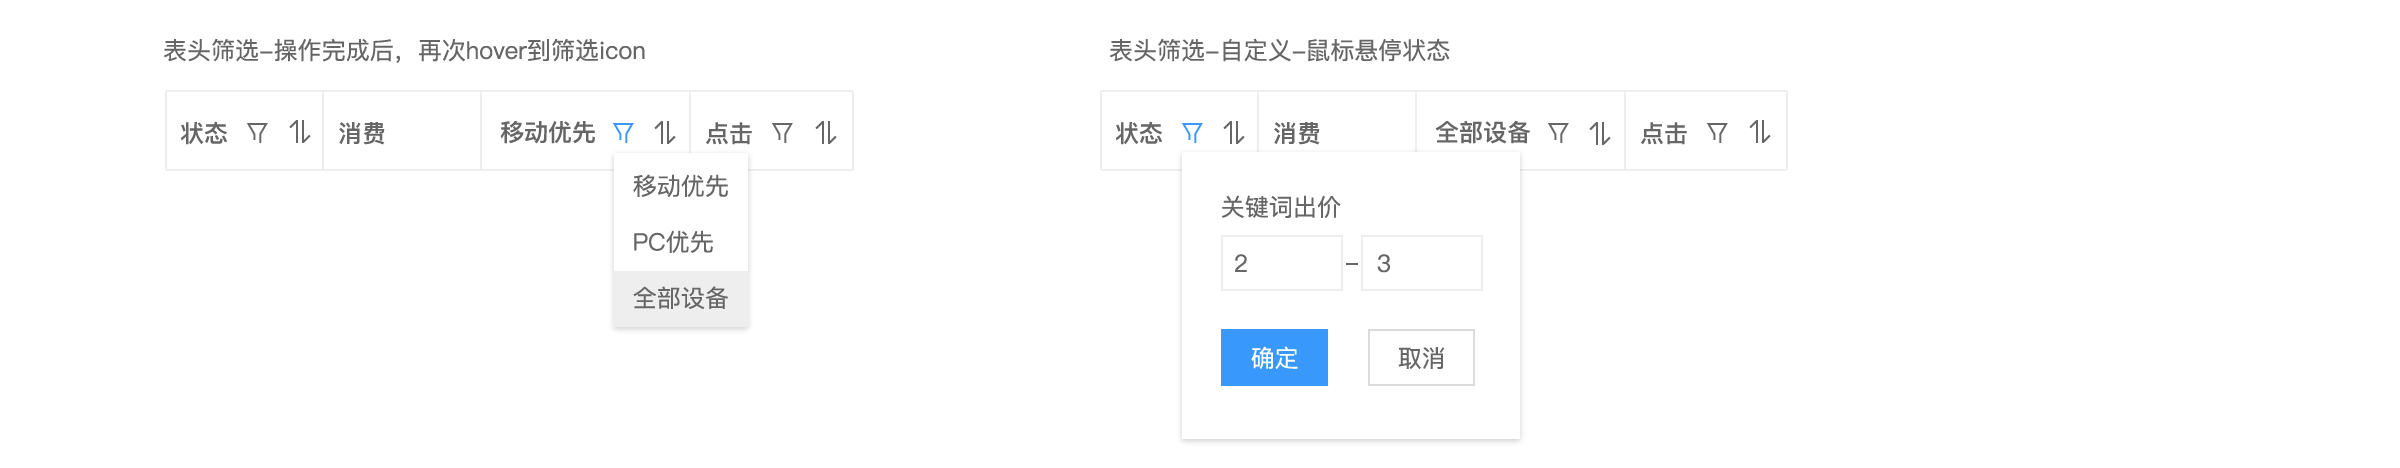 表头筛选-操作完成后，再次hover到筛选icon
状态 消费 移动优先 点击
移动优先
PC优先
全部设备
表头筛选-自定义-鼠标悬停状态
状态 消费 全部设备 点击
关键词出价
2 - 3
确定 取消